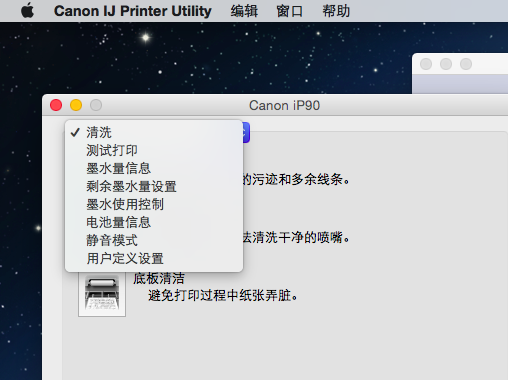 Canon IJ Printer Utility 编辑 窗口 帮助
Canon iP90
清洗
测试打印
墨水量信息
剩余墨水量设置
的污迹和多余线条。
墨水使用控制
电池量信息
静音模式
法清洗干净的喷嘴。
用户定义设置
底板清洁
避免打印过程中纸张弄脏。